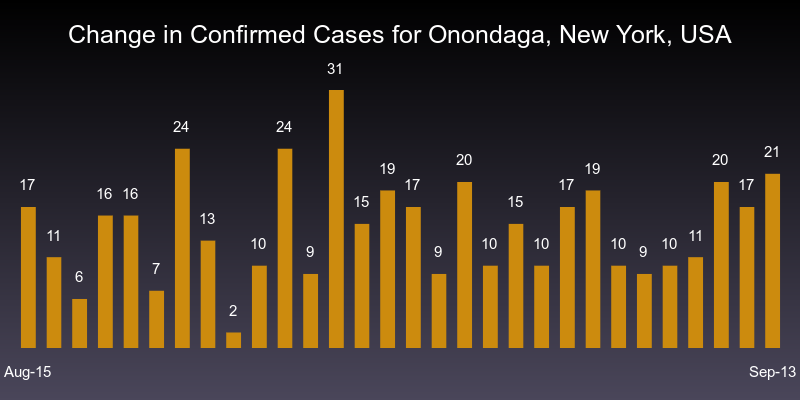 Change in Confirmed Cases for Onondaga, New York, USA
17 11 6 16 16 7 24 13 2 10 24 9 31 15 19 17 9 20 10 15 10 17 19 10 9 10 11 20 17 21
Aug-15 Sep-13